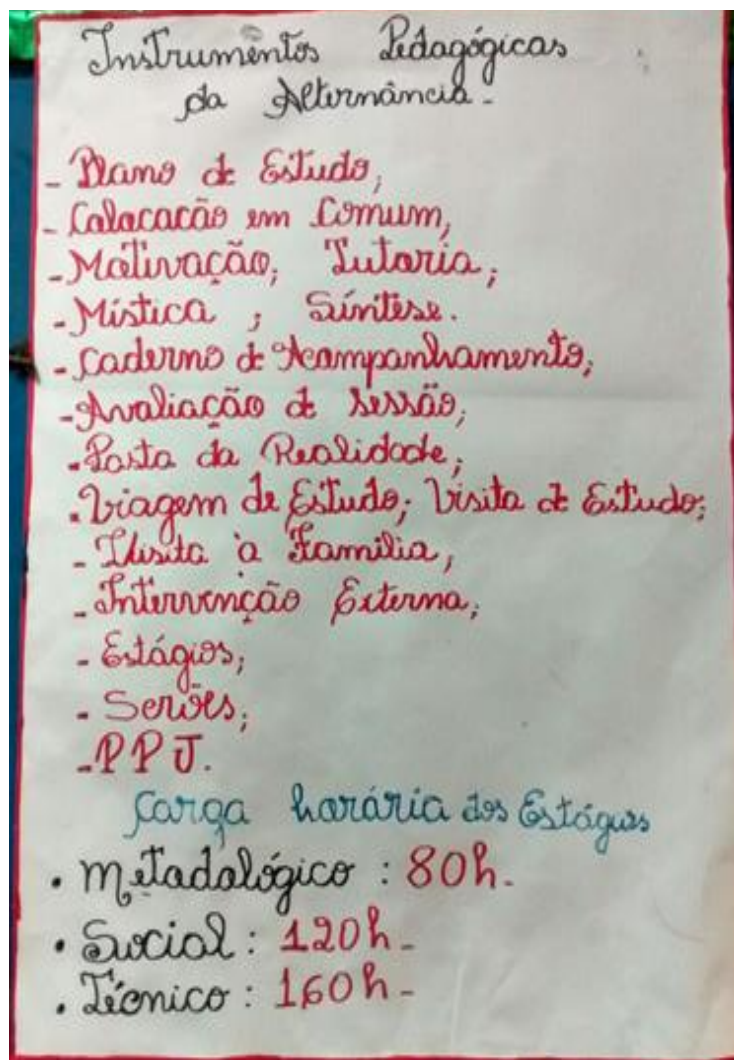 Instrumentos Pedagógicas
da Alternância -
- Plano de Estudo;
- Colacacão em Comum,
- Motivação; Tutoria;
- Mística ; Síntese.
- Caderno de Acompanhamento;
- Avaliação de Sessão;
- Pasta da Realidade;
- Viagem de Estudo; Visita de Estudo;
- Visita à Família,
- Intervenção Externa;
- Estágios;
- Serões;
- PPJ.
Carga horária dos Estágios
• Metodológico : 80h-
• Social : 120h-
• Técnico : 160h-